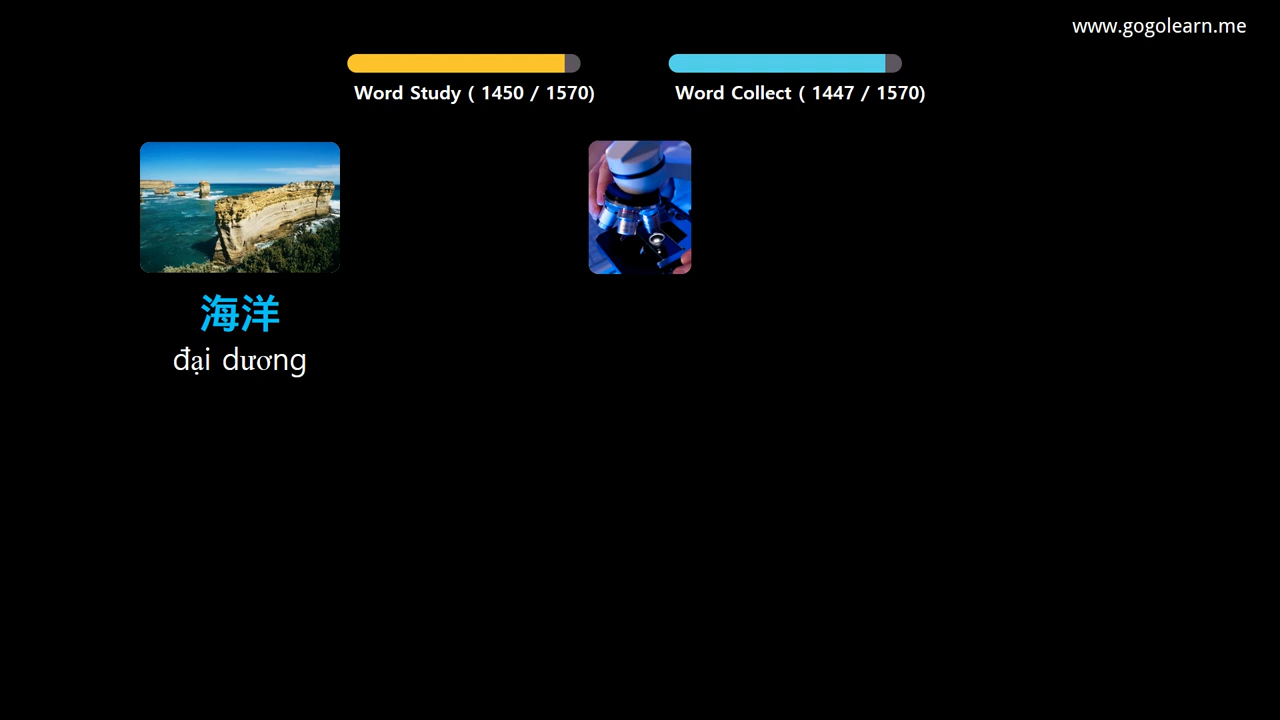 www.gogolearn.me
Word Study ( 1450 / 1570)
Word Collect ( 1447 / 1570)
海洋
đại dương